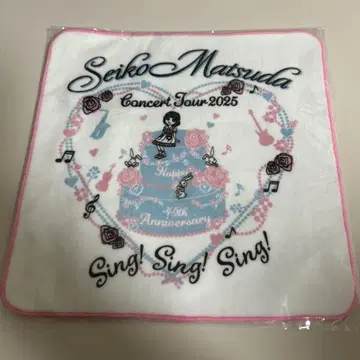 Seiko Matsuda
Concert Tour 2025
Happy
45th
Anniversary
Sing! Sing! Sing!